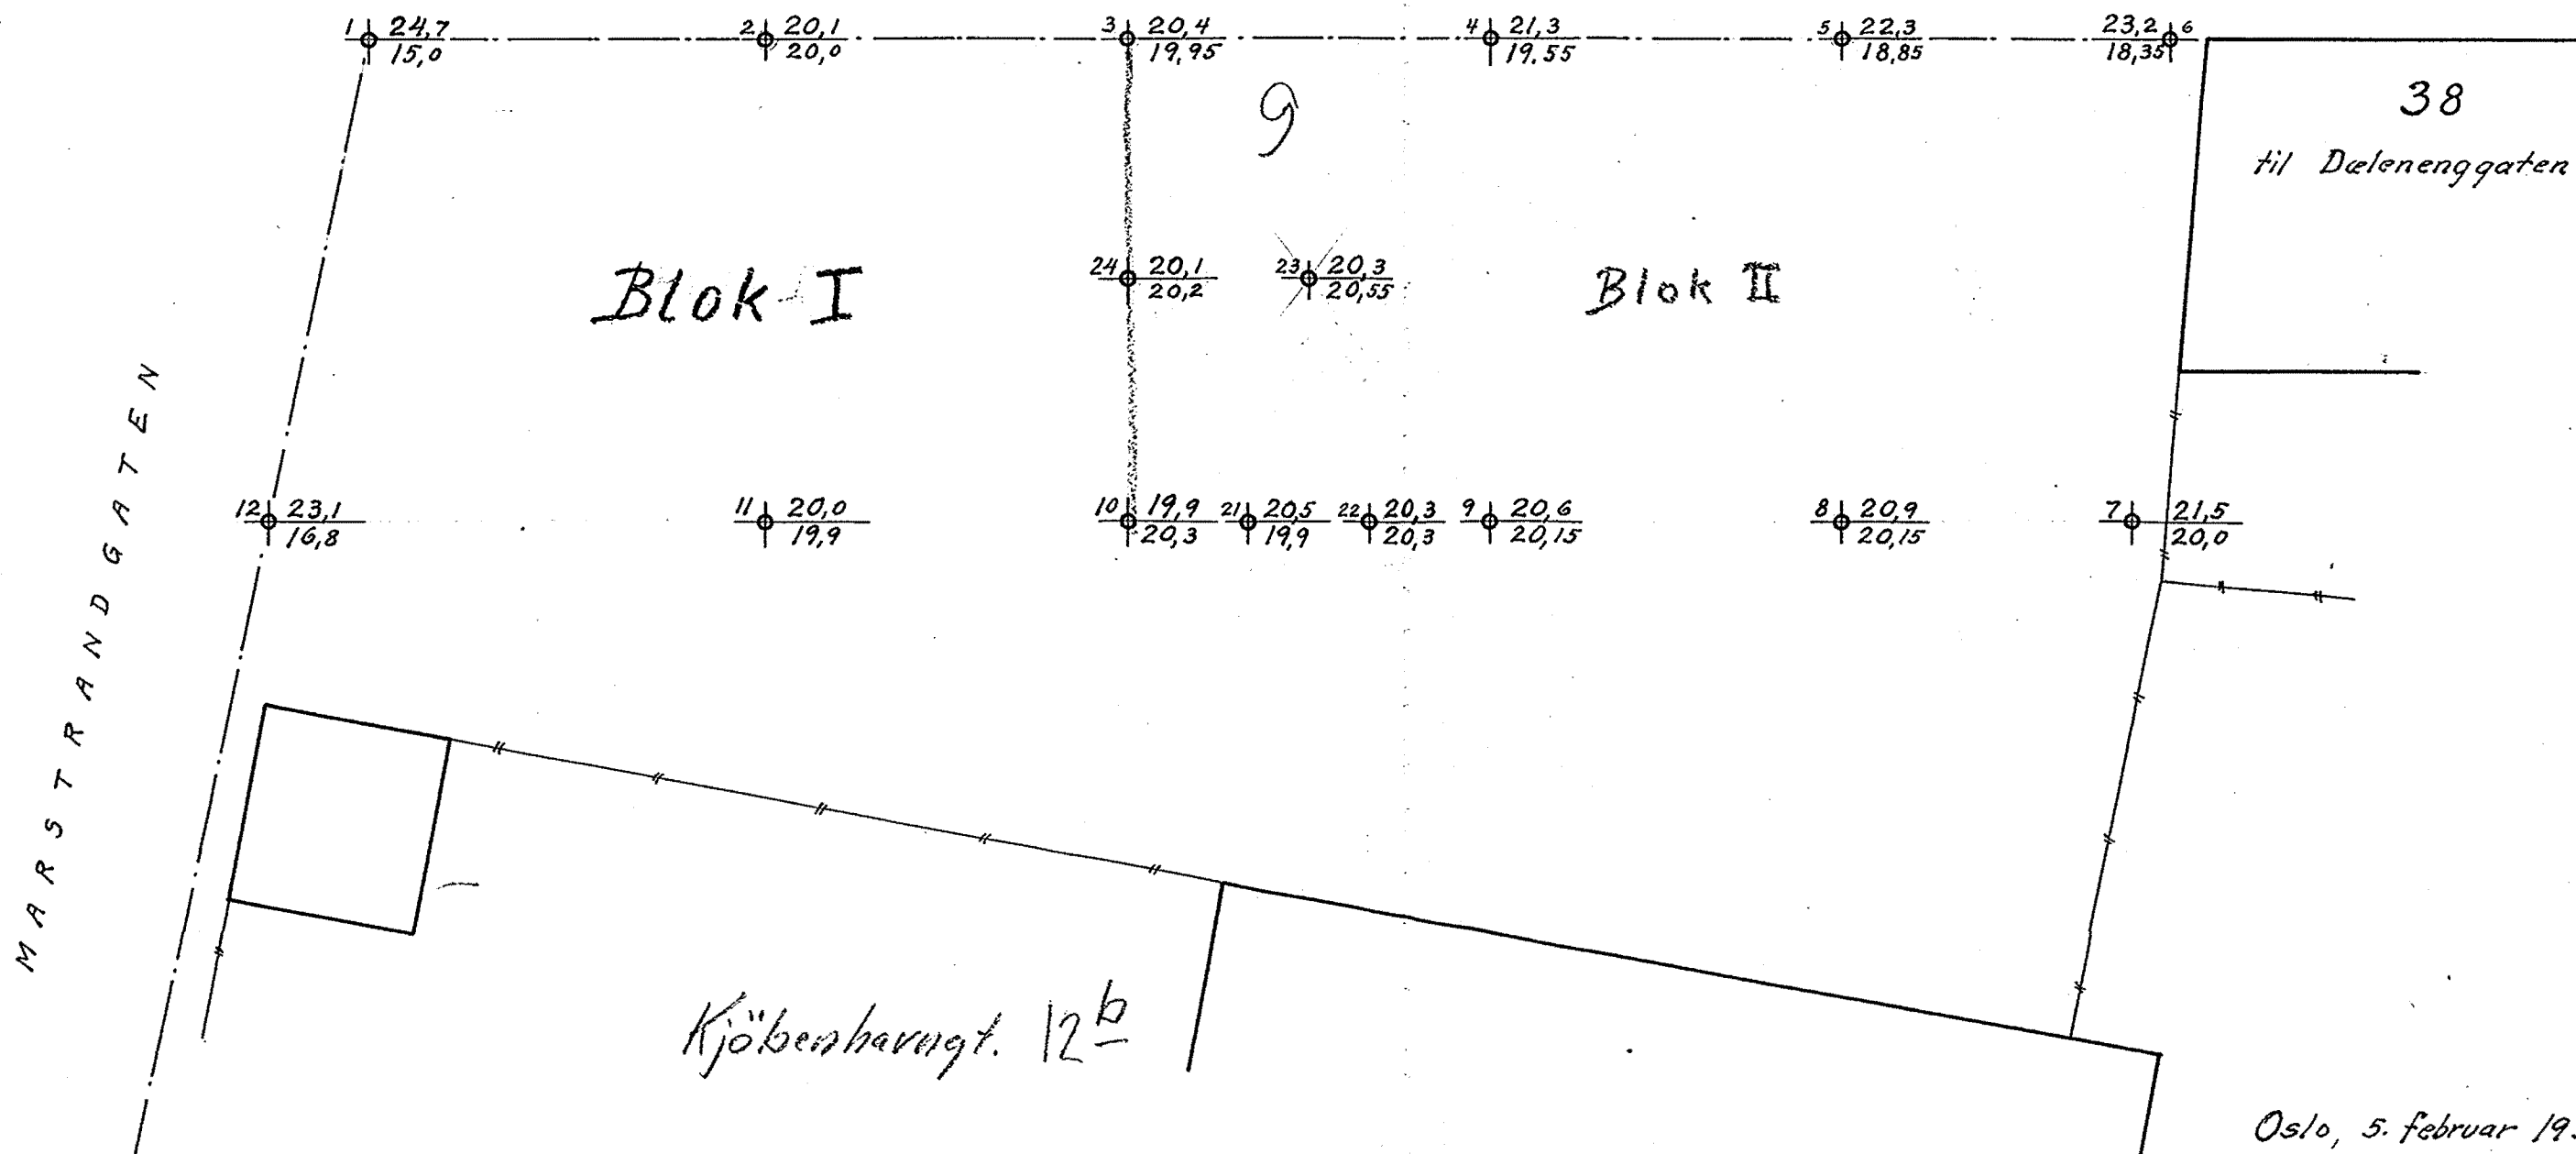 1 24,7 15,0
2 20,1 20,0
3 20,4 19,95
4 21,3 19.55
5 22,3 18,85
23,2 6 18,35
9
38
til Dælenenggaten
Blok I
24 20,1 20,2
23 20,3 20,55
Blok II
MARSTRANDGATEN
12 23,1 16,8
11 20,0 19,9
10 19,9 20,3
21 20,5 19,9
22 20,3 20,3
9 20,6 20,15
8 20,9 20,15
7 21,5 20,0
Kjöbenhavngt. 12 b
Oslo, 5. februar 19